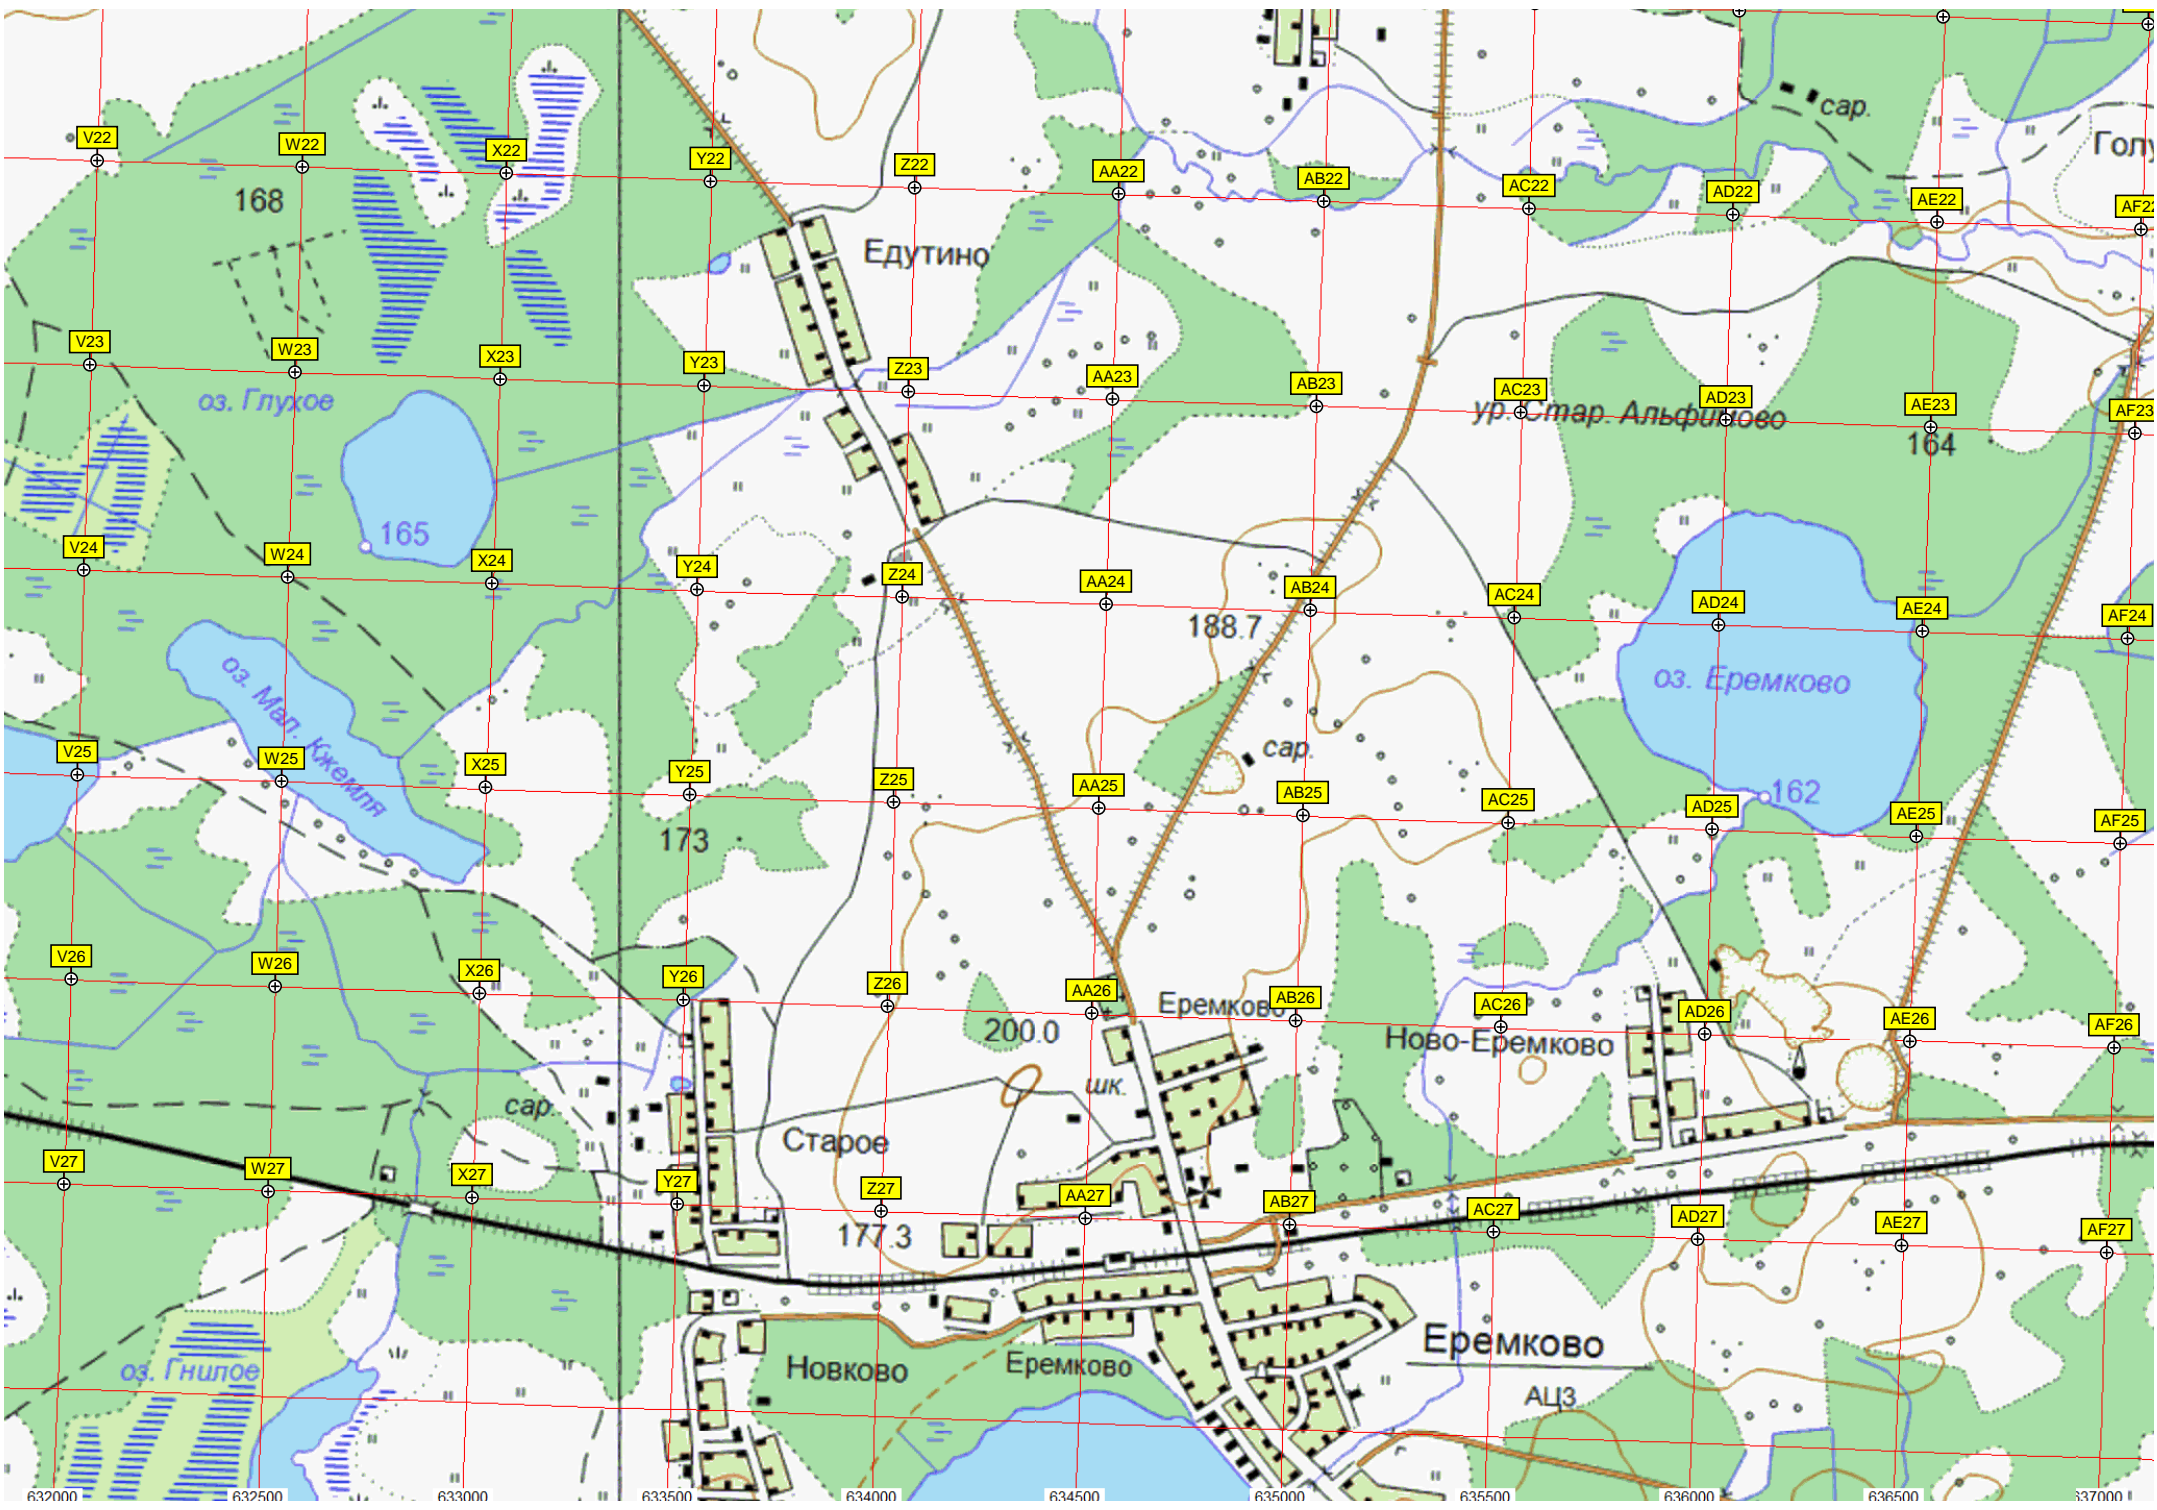 сар.
V22 W22 X22 Y22 Z22 AA22 AB22 AC22 AD22 AE22
168
Едутино
V23 W23 X23 Y23 Z23 AA23 AB23 AC23 AD23 AE23 AF23
оз. Глухое
ур. Стар. Альфимово
164
165
V24 W24 X24 Y24 Z24 AA24 AB24 AC24 AD24 AE24 AF24
188.7
оз. Мал. Кжемля
оз. Еремково
сар.
V25 W25 X25 Y25 Z25 AA25 AB25 AC25 AD25 AE25 AF25
162
173
V26 W26 X26 Y26 Z26 AA26 AB26 AC26 AD26 AE26 AF26
Еремково
200.0
Ново-Еремково
шк.
сар.
Старое
V27 W27 X27 Y27 Z27 AA27 AB27 AC27 AD27 AE27 AF27
177.3
оз. Гнилое
Новково
Еремково
Еремково
АЦЗ
632000 632500 633000 633500 634000 634500 635000 635500 636000 636500 637000